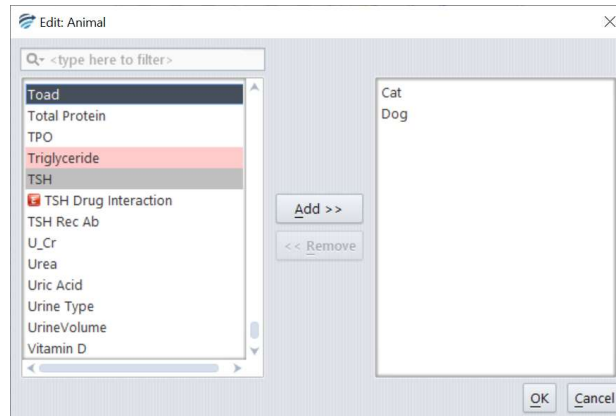 Edit: Animal
<type here to filter>
Toad
Total Protein
TPO
Triglyceride
TSH
TSH Drug Interaction
TSH Rec Ab
U_Cr
Urea
Uric Acid
Urine Type
UrineVolume
Vitamin D
Add >>
<< Remove
Cat
Dog
OK
Cancel